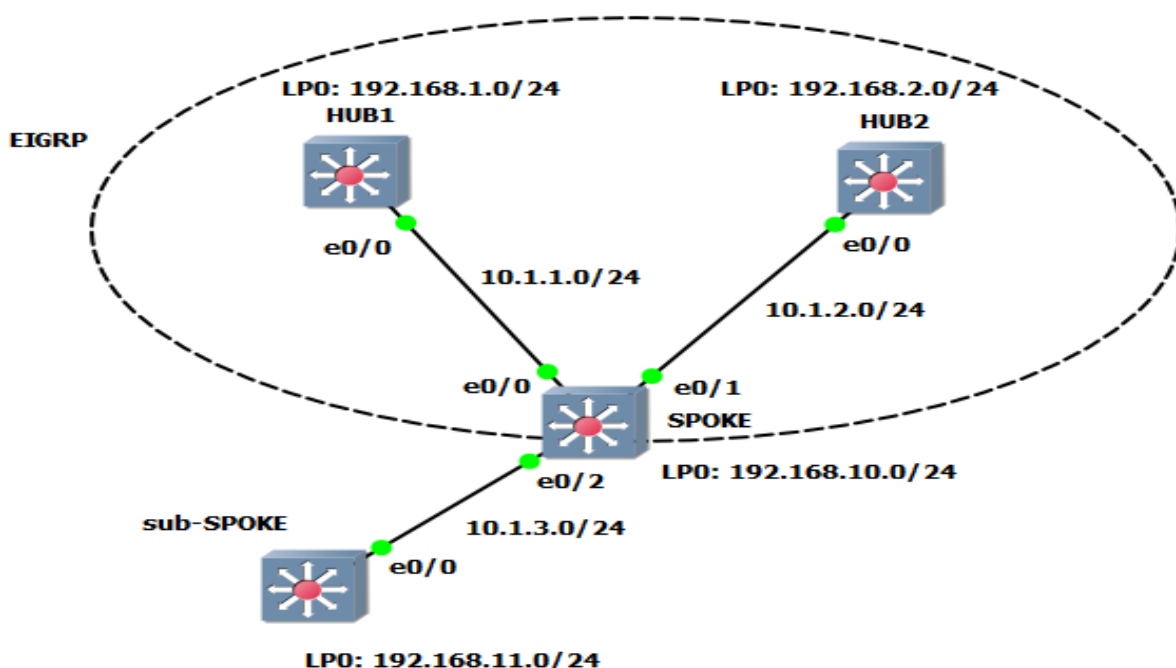 LP0: 192.168.1.0/24
LP0: 192.168.2.0/24
HUB1
HUB2
EIGRP
e0/0
e0/0
10.1.1.0/24
10.1.2.0/24
e0/0
e0/1
SPOKE
e0/2
LP0: 192.168.10.0/24
sub-SPOKE
10.1.3.0/24
e0/0
LP0: 192.168.11.0/24